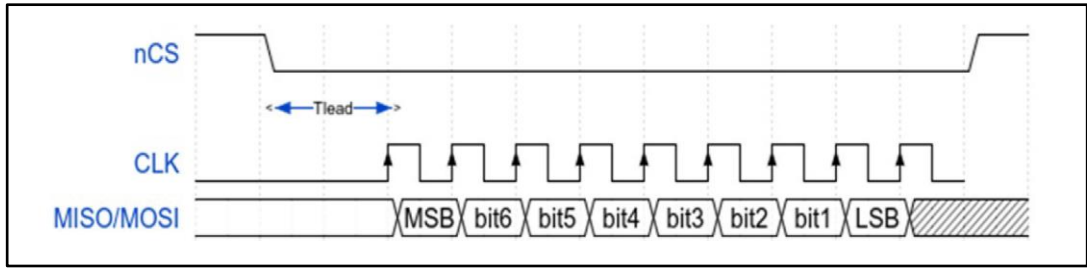 nCS
Tlead
CLK
MISO/MOSI MSB bit6 bit5 bit4 bit3 bit2 bit1 LSB